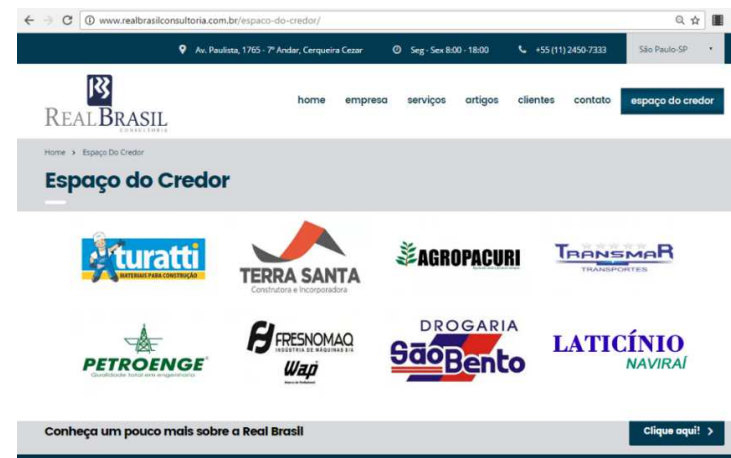 www.realbrasilconsultoria.com.br/espaco-do-credor/
Av. Paulista, 1765 - 7º Andar, Cerqueira Cezar Seg - Sex 8:00 - 18:00 +55 (11) 2450-7333 São Paulo-SP
home empresa serviços artigos clientes contato espaço do credor
REALBRASIL
CONSULTORIA
Home > Espaço Do Credor
Espaço do Credor
turatti
MATERIAIS PARA CONSTRUÇÃO
TERRA SANTA
Construtora e Incorporadora
AGROPACURI
TRANSMAR
TRANSPORTES
PETROENGE
Qualidade total em engenharia
FRESNOMAQ
INDÚSTRIA DE MÁQUINAS S/A
Wap
DROGARIA
São Bento
LATICÍNIO
NAVIRAÍ
Conheça um pouco mais sobre a Real Brasil Clique aqui! >